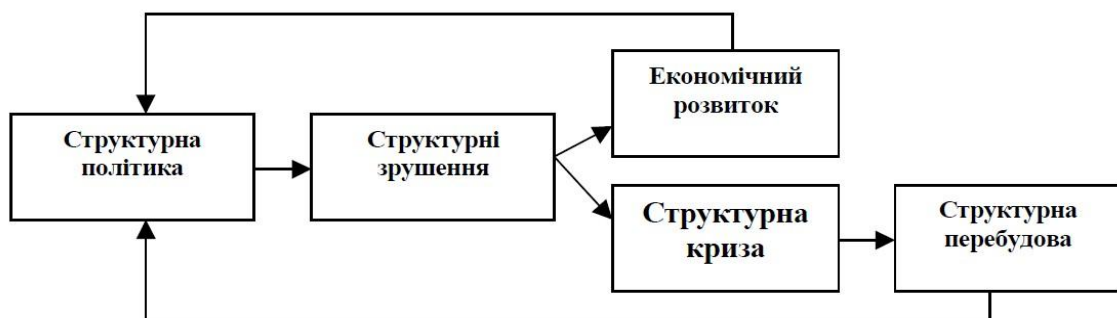 Економічний
розвиток
Структурна
політика
Структурні
зрушення
Структурна
криза
Структурна
перебудова